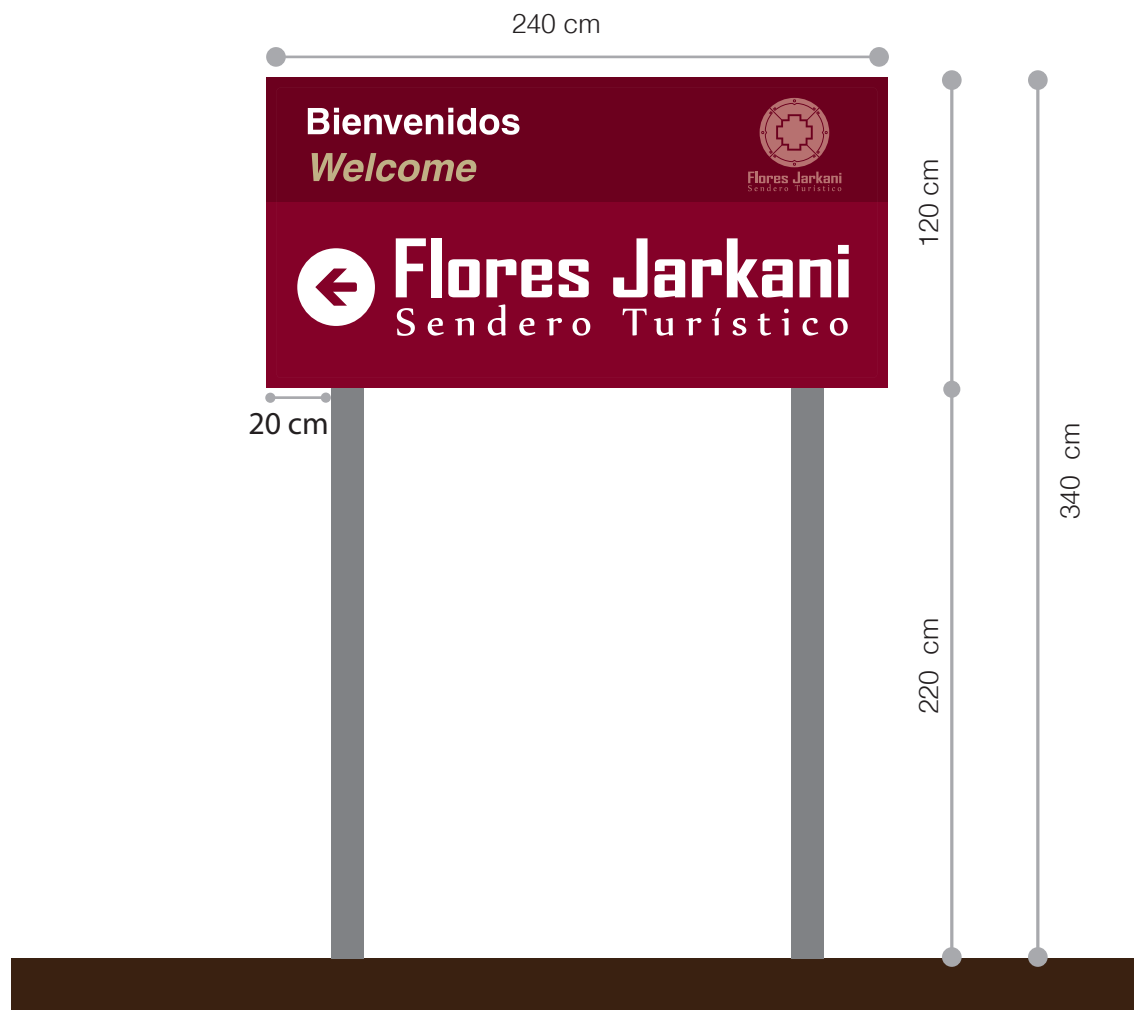 240 cm
Bienvenidos
Welcome
Flores Jarkani
Sendero Turístico
Flores Jarkani
Sendero Turístico
120 cm
20 cm
340 cm
220 cm